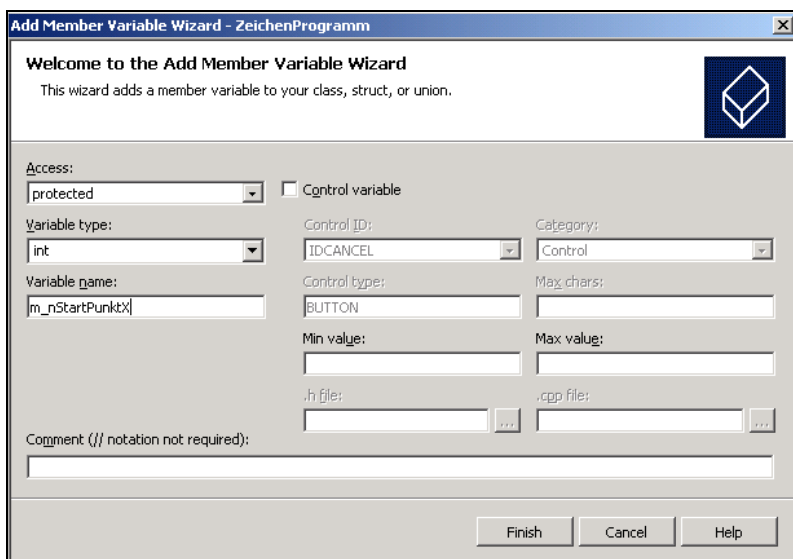 Add Member Variable Wizard - ZeichenProgramm
Welcome to the Add Member Variable Wizard
This wizard adds a member variable to your class, struct, or union.
Access:
protected
Control variable
Variable type:
Control ID:
Category:
int
IDCANCEL
Control
Variable name:
Control type:
Max chars:
m_nStartPunktX
BUTTON
Min value:
Max value:
.h file:
.cpp file:
...
...
Comment (// notation not required):
Finish
Cancel
Help